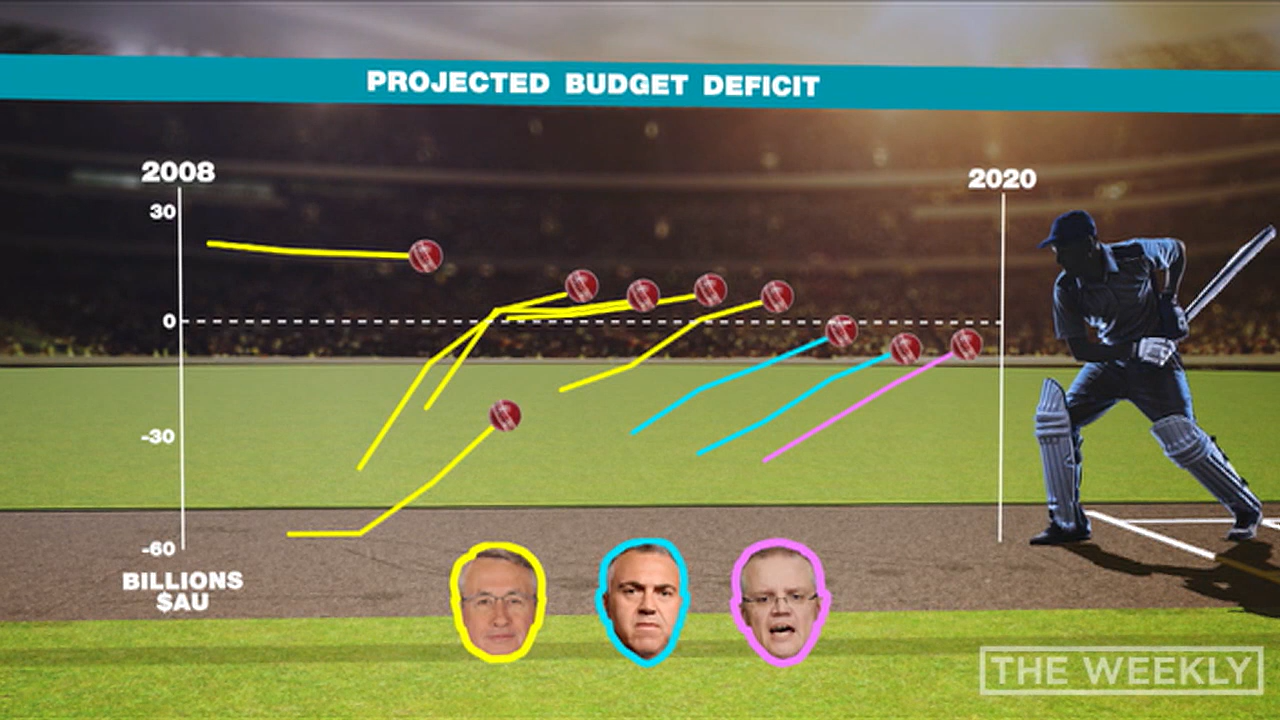 PROJECTED BUDGET DEFICIT
2008
2020
30
0
-30
-60
BILLIONS
$AU
THE WEEKLY